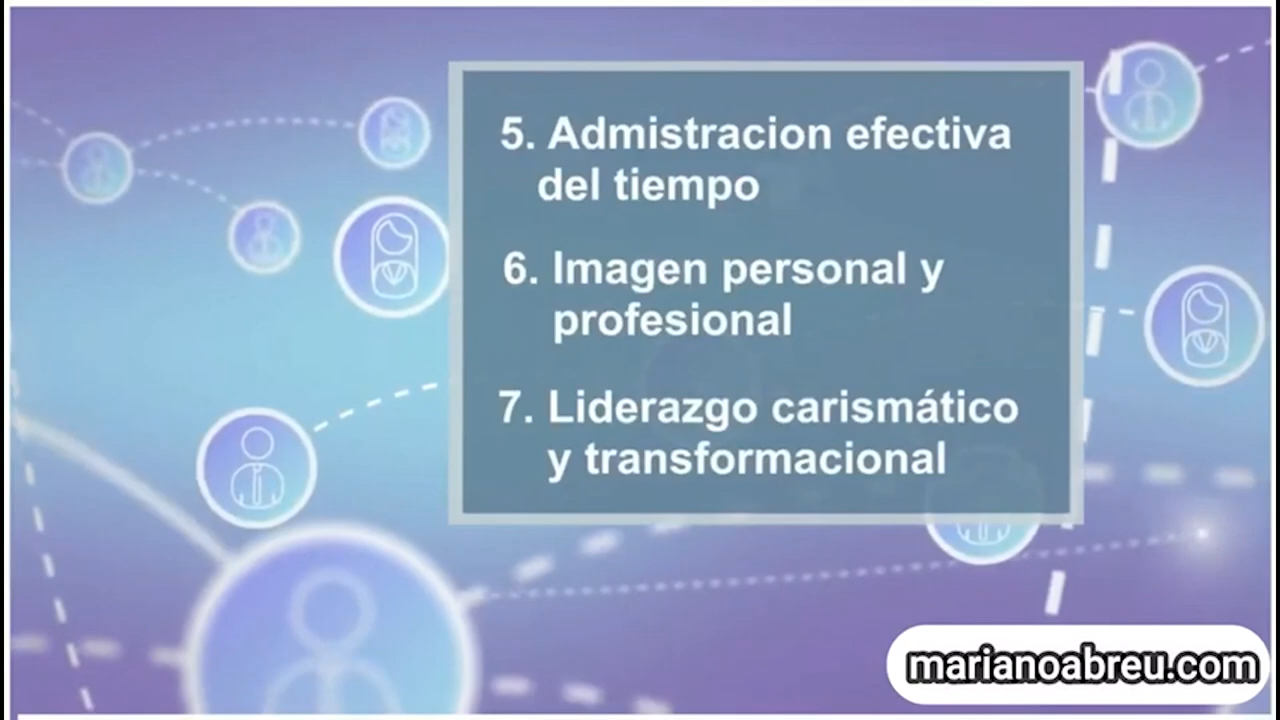 5. Admistracion efectiva
del tiempo
6. Imagen personal y
profesional
7. Liderazgo carismático
y transformacional
marianoabreu.com